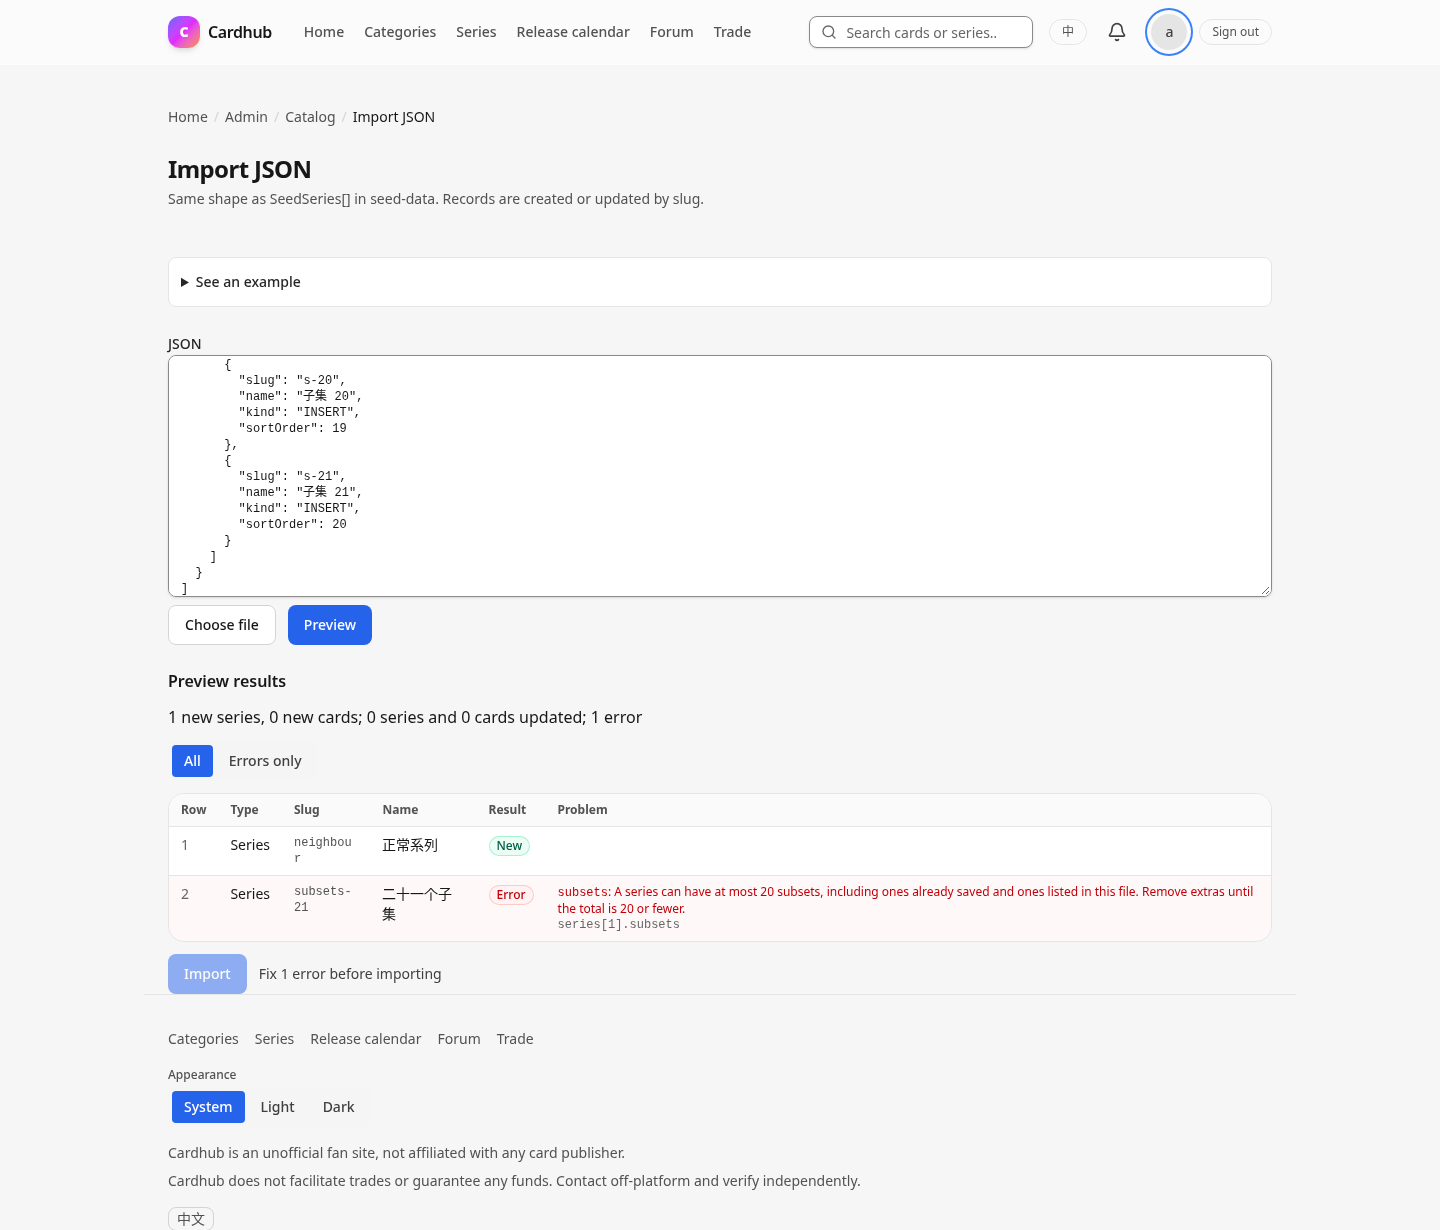 C Cardhub Home Categories Series Release calendar Forum Trade Search cards or series.. 中 a Sign out
Home / Admin / Catalog / Import JSON
Import JSON
Same shape as SeedSeries[] in seed-data. Records are created or updated by slug.
See an example
JSON
{
"slug": "s-20",
"name": "子集 20",
"kind": "INSERT",
"sortOrder": 19
},
{
"slug": "s-21",
"name": "子集 21",
"kind": "INSERT",
"sortOrder": 20
}
]
}
]
Choose file Preview
Preview results
1 new series, 0 new cards; 0 series and 0 cards updated; 1 error
All Errors only
Row Type Slug Name Result Problem
1 Series neighbou
r 正常系列 New
2 Series subsets-
21 二十一个子
集 Error subsets: A series can have at most 20 subsets, including ones already saved and ones listed in this file. Remove extras until
the total is 20 or fewer.
series[1].subsets
Import Fix 1 error before importing
Categories Series Release calendar Forum Trade
Appearance
System Light Dark
Cardhub is an unofficial fan site, not affiliated with any card publisher.
Cardhub does not facilitate trades or guarantee any funds. Contact off-platform and verify independently.
中文